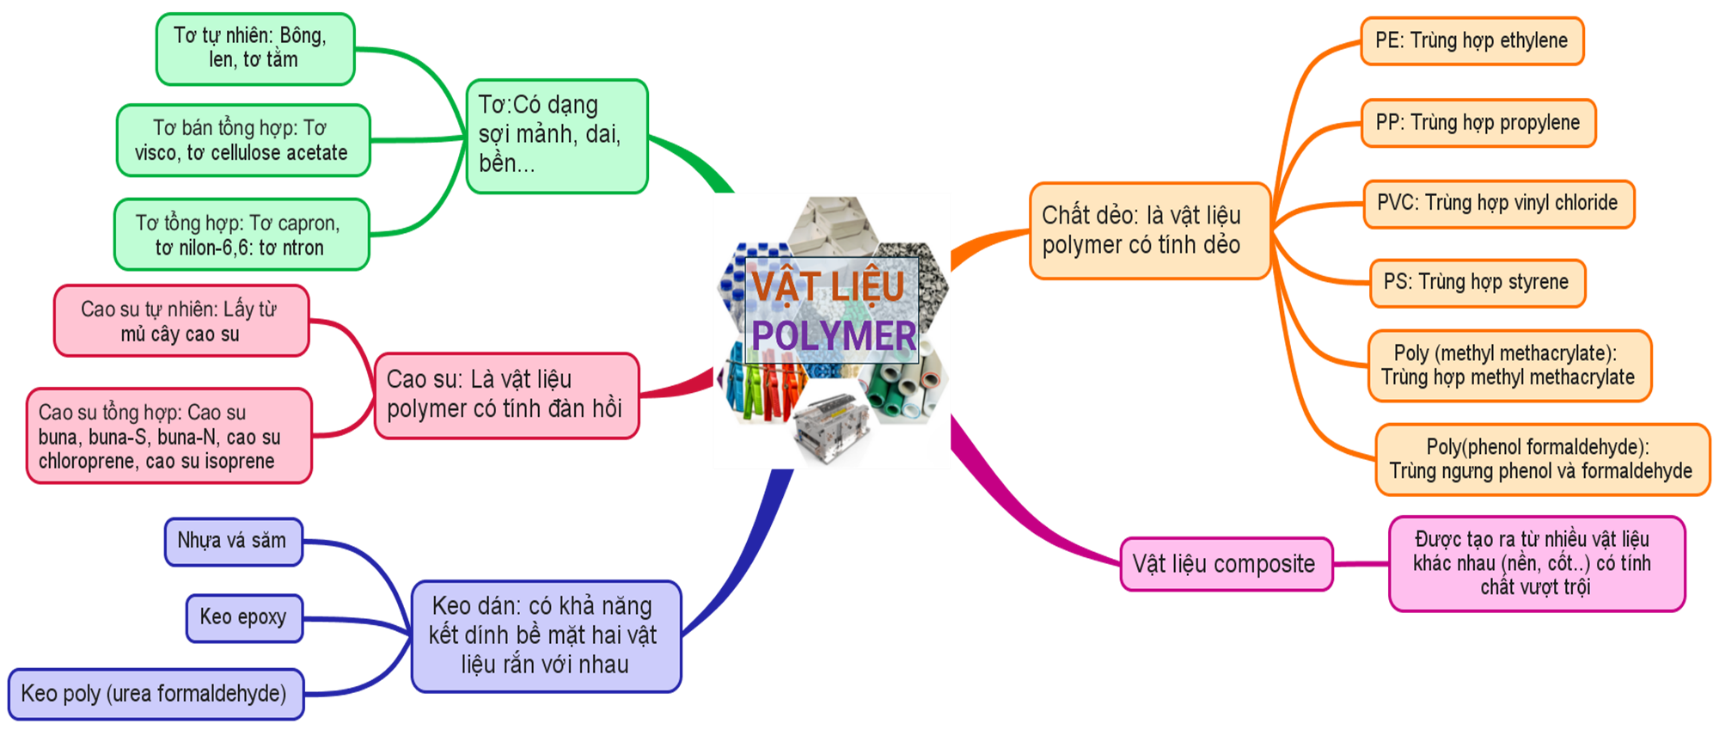 VẬT LIỆU
POLYMER
Tơ:Có dạng
sợi mảnh, dai,
bền...
Tơ tự nhiên: Bông,
len, tơ tằm
Tơ bán tổng hợp: Tơ
visco, tơ cellulose acetate
Tơ tổng hợp: Tơ capron,
tơ nilon-6,6: tơ ntron
Cao su: Là vật liệu
polymer có tính đàn hồi
Cao su tự nhiên: Lấy từ
mủ cây cao su
Cao su tổng hợp: Cao su
buna, buna-S, buna-N, cao su
chloroprene, cao su isoprene
Keo dán: có khả năng
kết dính bề mặt hai vật
liệu rắn với nhau
Nhựa vá săm
Keo epoxy
Keo poly (urea formaldehyde)
Chất dẻo: là vật liệu
polymer có tính dẻo
PE: Trùng hợp ethylene
PP: Trùng hợp propylene
PVC: Trùng hợp vinyl chloride
PS: Trùng hợp styrene
Poly (methyl methacrylate):
Trùng hợp methyl methacrylate
Poly(phenol formaldehyde):
Trùng ngưng phenol và formaldehyde
Vật liệu composite
Được tạo ra từ nhiều vật liệu
khác nhau (nền, cốt..) có tính
chất vượt trội